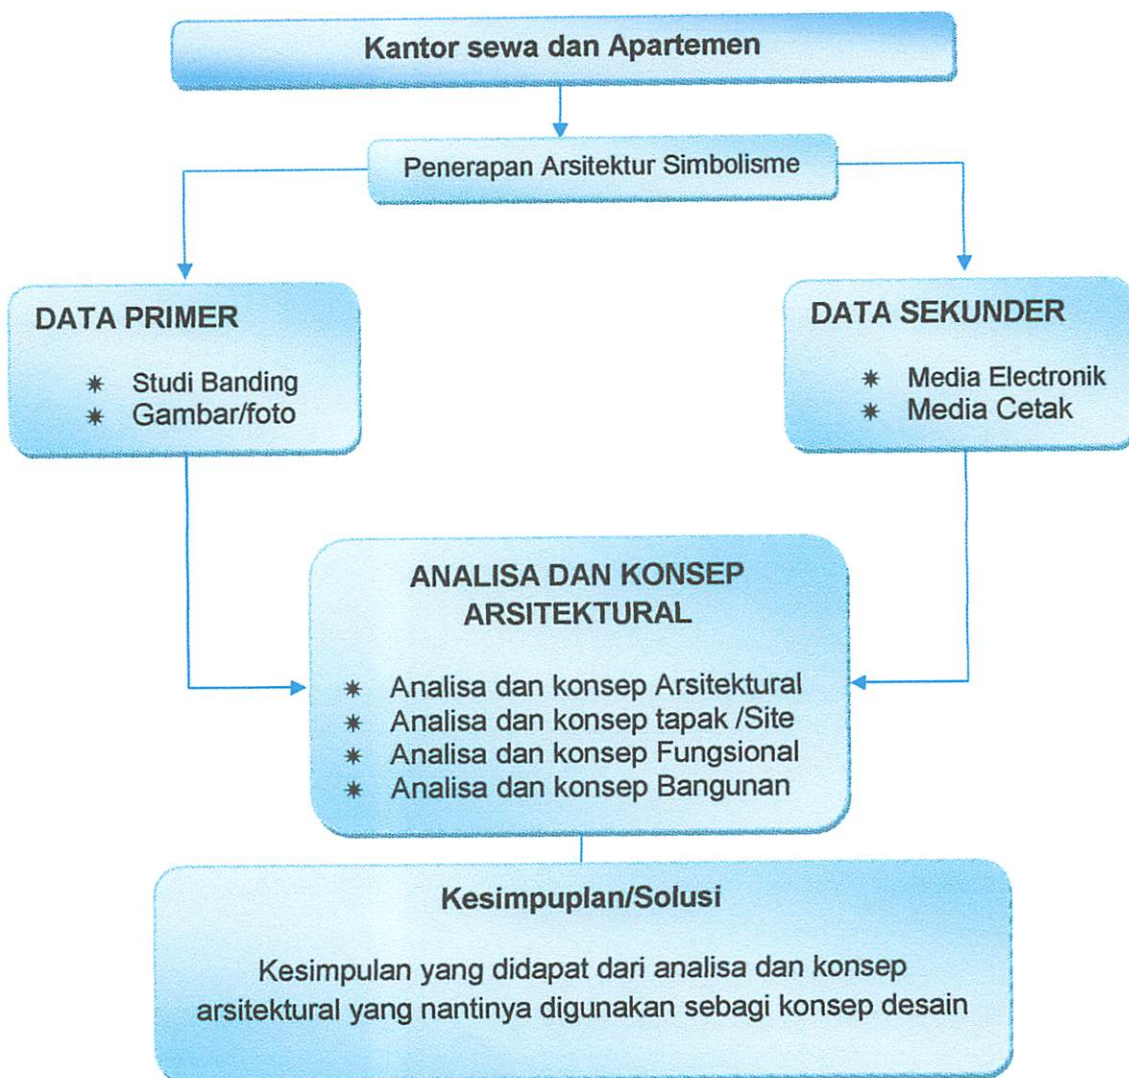 Kantor sewa dan Apartemen
Penerapan Arsitektur Simbolisme
DATA PRIMER
✷ Studi Banding
✷ Gambar/foto
DATA SEKUNDER
✷ Media Electronik
✷ Media Cetak
ANALISA DAN KONSEP
ARSITEKTURAL
✷ Analisa dan konsep Arsitektural
✷ Analisa dan konsep tapak /Site
✷ Analisa dan konsep Fungsional
✷ Analisa dan konsep Bangunan
Kesimpuplan/Solusi
Kesimpulan yang didapat dari analisa dan konsep
arsitektural yang nantinya digunakan sebagi konsep desain